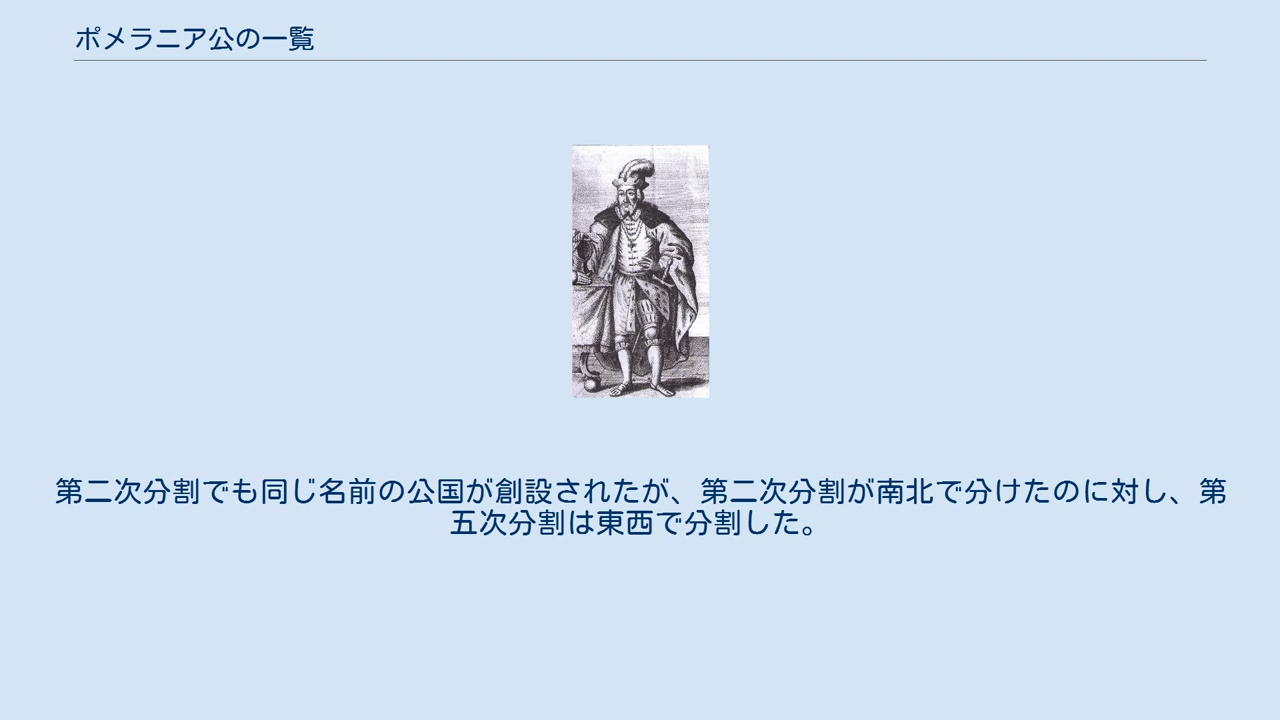 ポメラニア公の一覧
第二次分割でも同じ名前の公国が創設されたが、第二次分割が南北で分けたのに対し、第
五次分割は東西で分割した。